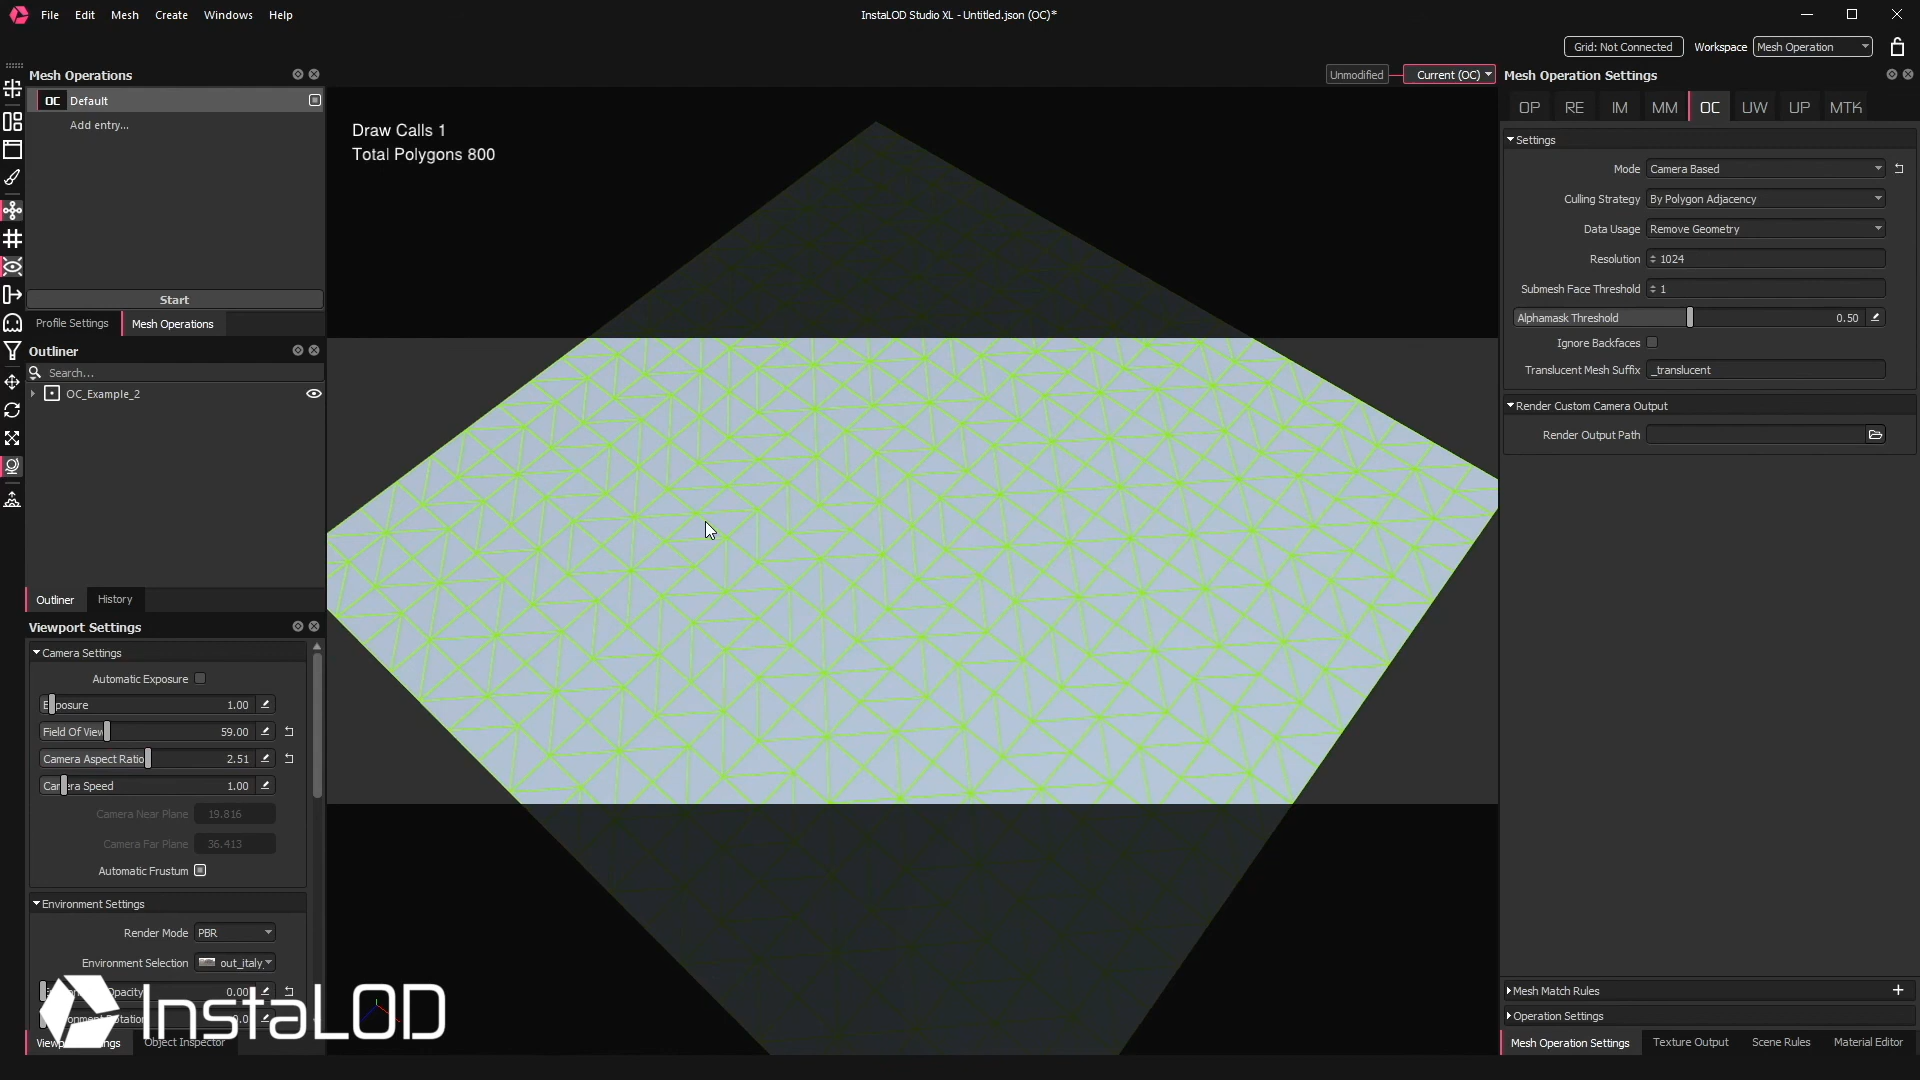 File Edit Mesh Create Windows Help
InstaLOD Studio XL - Untitled.json (OC)*
Grid: Not Connected
Workspace
Mesh Operation
Mesh Operations
OC Default
Add entry...
Start
Profile Settings
Mesh Operations
Outliner
Search...
OC_Example_2
Outliner
History
Viewport Settings
Camera Settings
Automatic Exposure
Exposure 1.00
Field Of View 59.00
Camera Aspect Ratio 2.51
Camera Speed 1.00
Camera Near Plane 19.816
Camera Far Plane 36.413
Automatic Frustum
Environment Settings
Render Mode PBR
Environment Selection out_italy
Opacity 0.00
InstaLOD
Object Inspector
Draw Calls 1
Total Polygons 800
Unmodified
Current (OC)
Mesh Operation Settings
OP RE IM MM OC UW UP MTK
Settings
Mode Camera Based
Culling Strategy By Polygon Adjacency
Data Usage Remove Geometry
Resolution 1024
Submesh Face Threshold 1
Alphamask Threshold 0.50
Ignore Backfaces
Translucent Mesh Suffix _translucent
Render Custom Camera Output
Render Output Path
Mesh Match Rules
Operation Settings
Mesh Operation Settings
Texture Output
Scene Rules
Material Editor